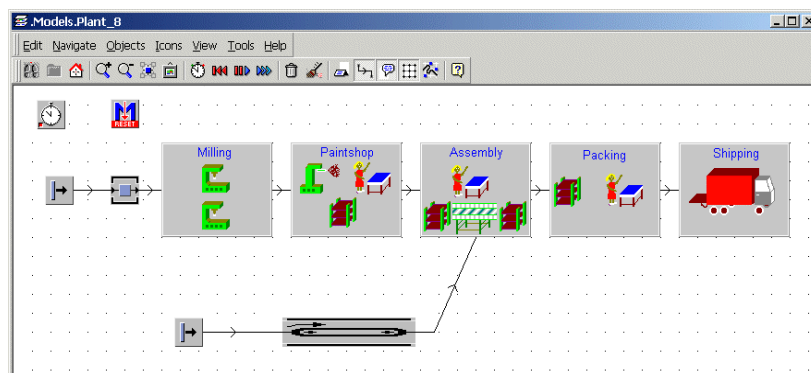 .Models.Plant_8
Edit Navigate Objects Icons View Tools Help
RESET
Milling
Paintshop
Assembly
Packing
Shipping